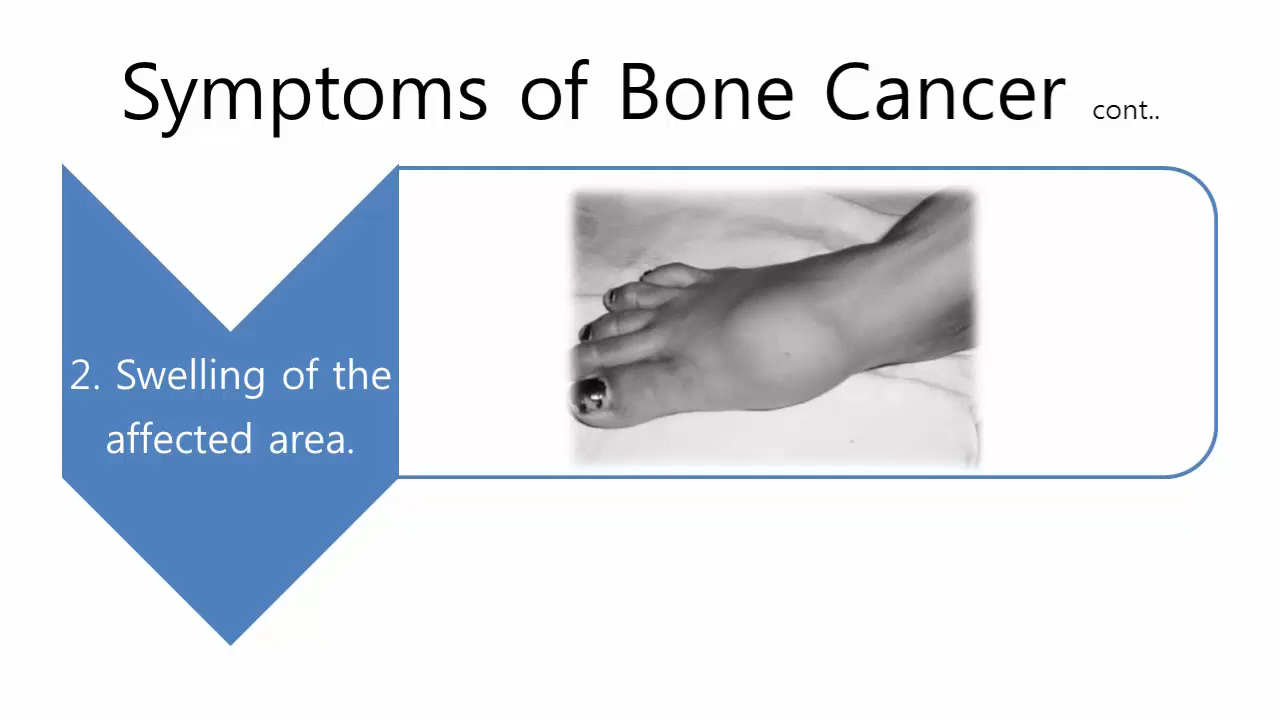 Symptoms of Bone Cancer cont..
2. Swelling of the
affected area.